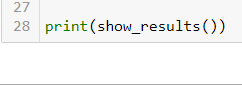 27
28 print(show_results())